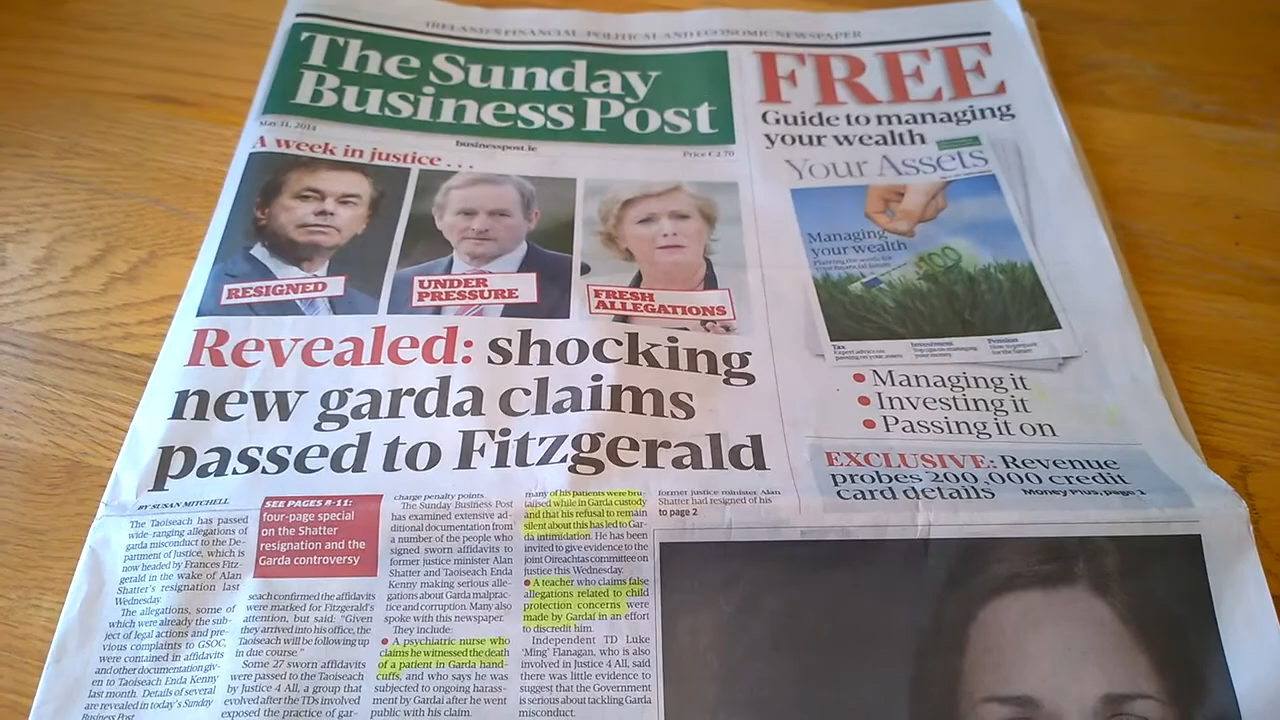 IRELAND'S FINANCIAL, POLITICAL AND ECONOMIC NEWSPAPER
The Sunday
Business Post
May 11, 2014
businesspost.ie
Price €2.70
A week in justice . . .
RESIGNED
UNDER
PRESSURE
FRESH
ALLEGATIONS
Revealed: shocking
new garda claims
passed to Fitzgerald
BY SUSAN MITCHELL
The Taoiseach has passed
wide-ranging allegations of
garda misconduct to the De-
partment of Justice, which is
now headed by Frances Fitz-
gerald in the wake of Alan
Shatter's resignation last
Wednesday.
The allegations, some of
which were already the sub-
ject of legal actions and pre-
vious complaints to GSOC,
were contained in affidavits
and other documentation giv-
en to Taoiseach Enda Kenny
last month. Details of several
are revealed in today's Sunday
Business Post.
SEE PAGES 8-11:
four-page special
on the Shatter
resignation and the
Garda controversy
seach confirmed the affidavits
were marked for Fitzgerald's
attention, but said: "Given
they arrived into his office, the
Taoiseach will be following up
in due course."
Some 27 sworn affidavits
were passed to the Taoiseach
by Justice 4 All, a group that
evolved after the TDs involved
exposed the practice of gar-
charge penalty points.
The Sunday Business Post
has examined extensive ad-
ditional documentation from
a number of the people who
signed sworn affidavits to
former justice minister Alan
Shatter and Taoiseach Enda
Kenny making serious alle-
gations about Garda malprac-
tice and corruption. Many also
spoke with this newspaper.
They include:
● A psychiatric nurse who
claims he witnessed the death
of a patient in Garda hand-
cuffs, and who says he was
subjected to ongoing harass-
ment by Gardaí after he went
public with his claim.
many of his patients were bru-
talised while in Garda custody
and that his refusal to remain
silent about this has led to Gar-
da intimidation. He has been
invited to give evidence to the
joint Oireachtas committee on
justice this Wednesday.
● A teacher who claims false
allegations related to child
protection concerns were
made by Gardaí in an effort
to discredit him.
Independent TD Luke
'Ming' Flanagan, who is also
involved in Justice 4 All, said
there was little evidence to
suggest that the Government
is serious about tackling Garda
misconduct.
former justice minister Alan
Shatter had resigned of his
to page 2
FREE
Guide to managing
your wealth
Your Assets
Managing
your wealth
Planting the seeds for
your financial future
100
Tax
Expert advice on
passing on your assets
Investment
Top tips on managing
your money
Pension
How to prepare
for the future
● Managing it
● Investing it
● Passing it on
EXCLUSIVE: Revenue
probes 200,000 credit
card details
Money Plus, page 1